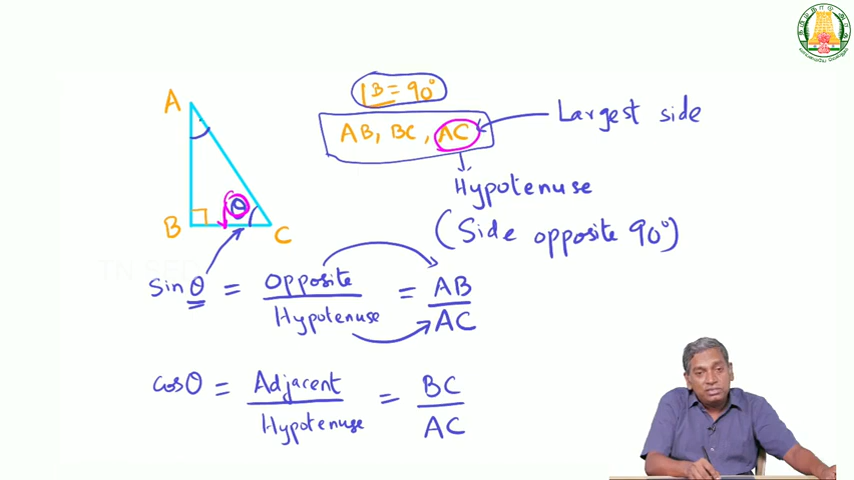 A
∠B = 90°
AB, BC, AC
Largest side
Hypotenuse
(Side opposite 90°)
θ
B
C
Sin θ = Opposite / Hypotenuse = AB / AC
cos θ = Adjacent / Hypotenuse = BC / AC